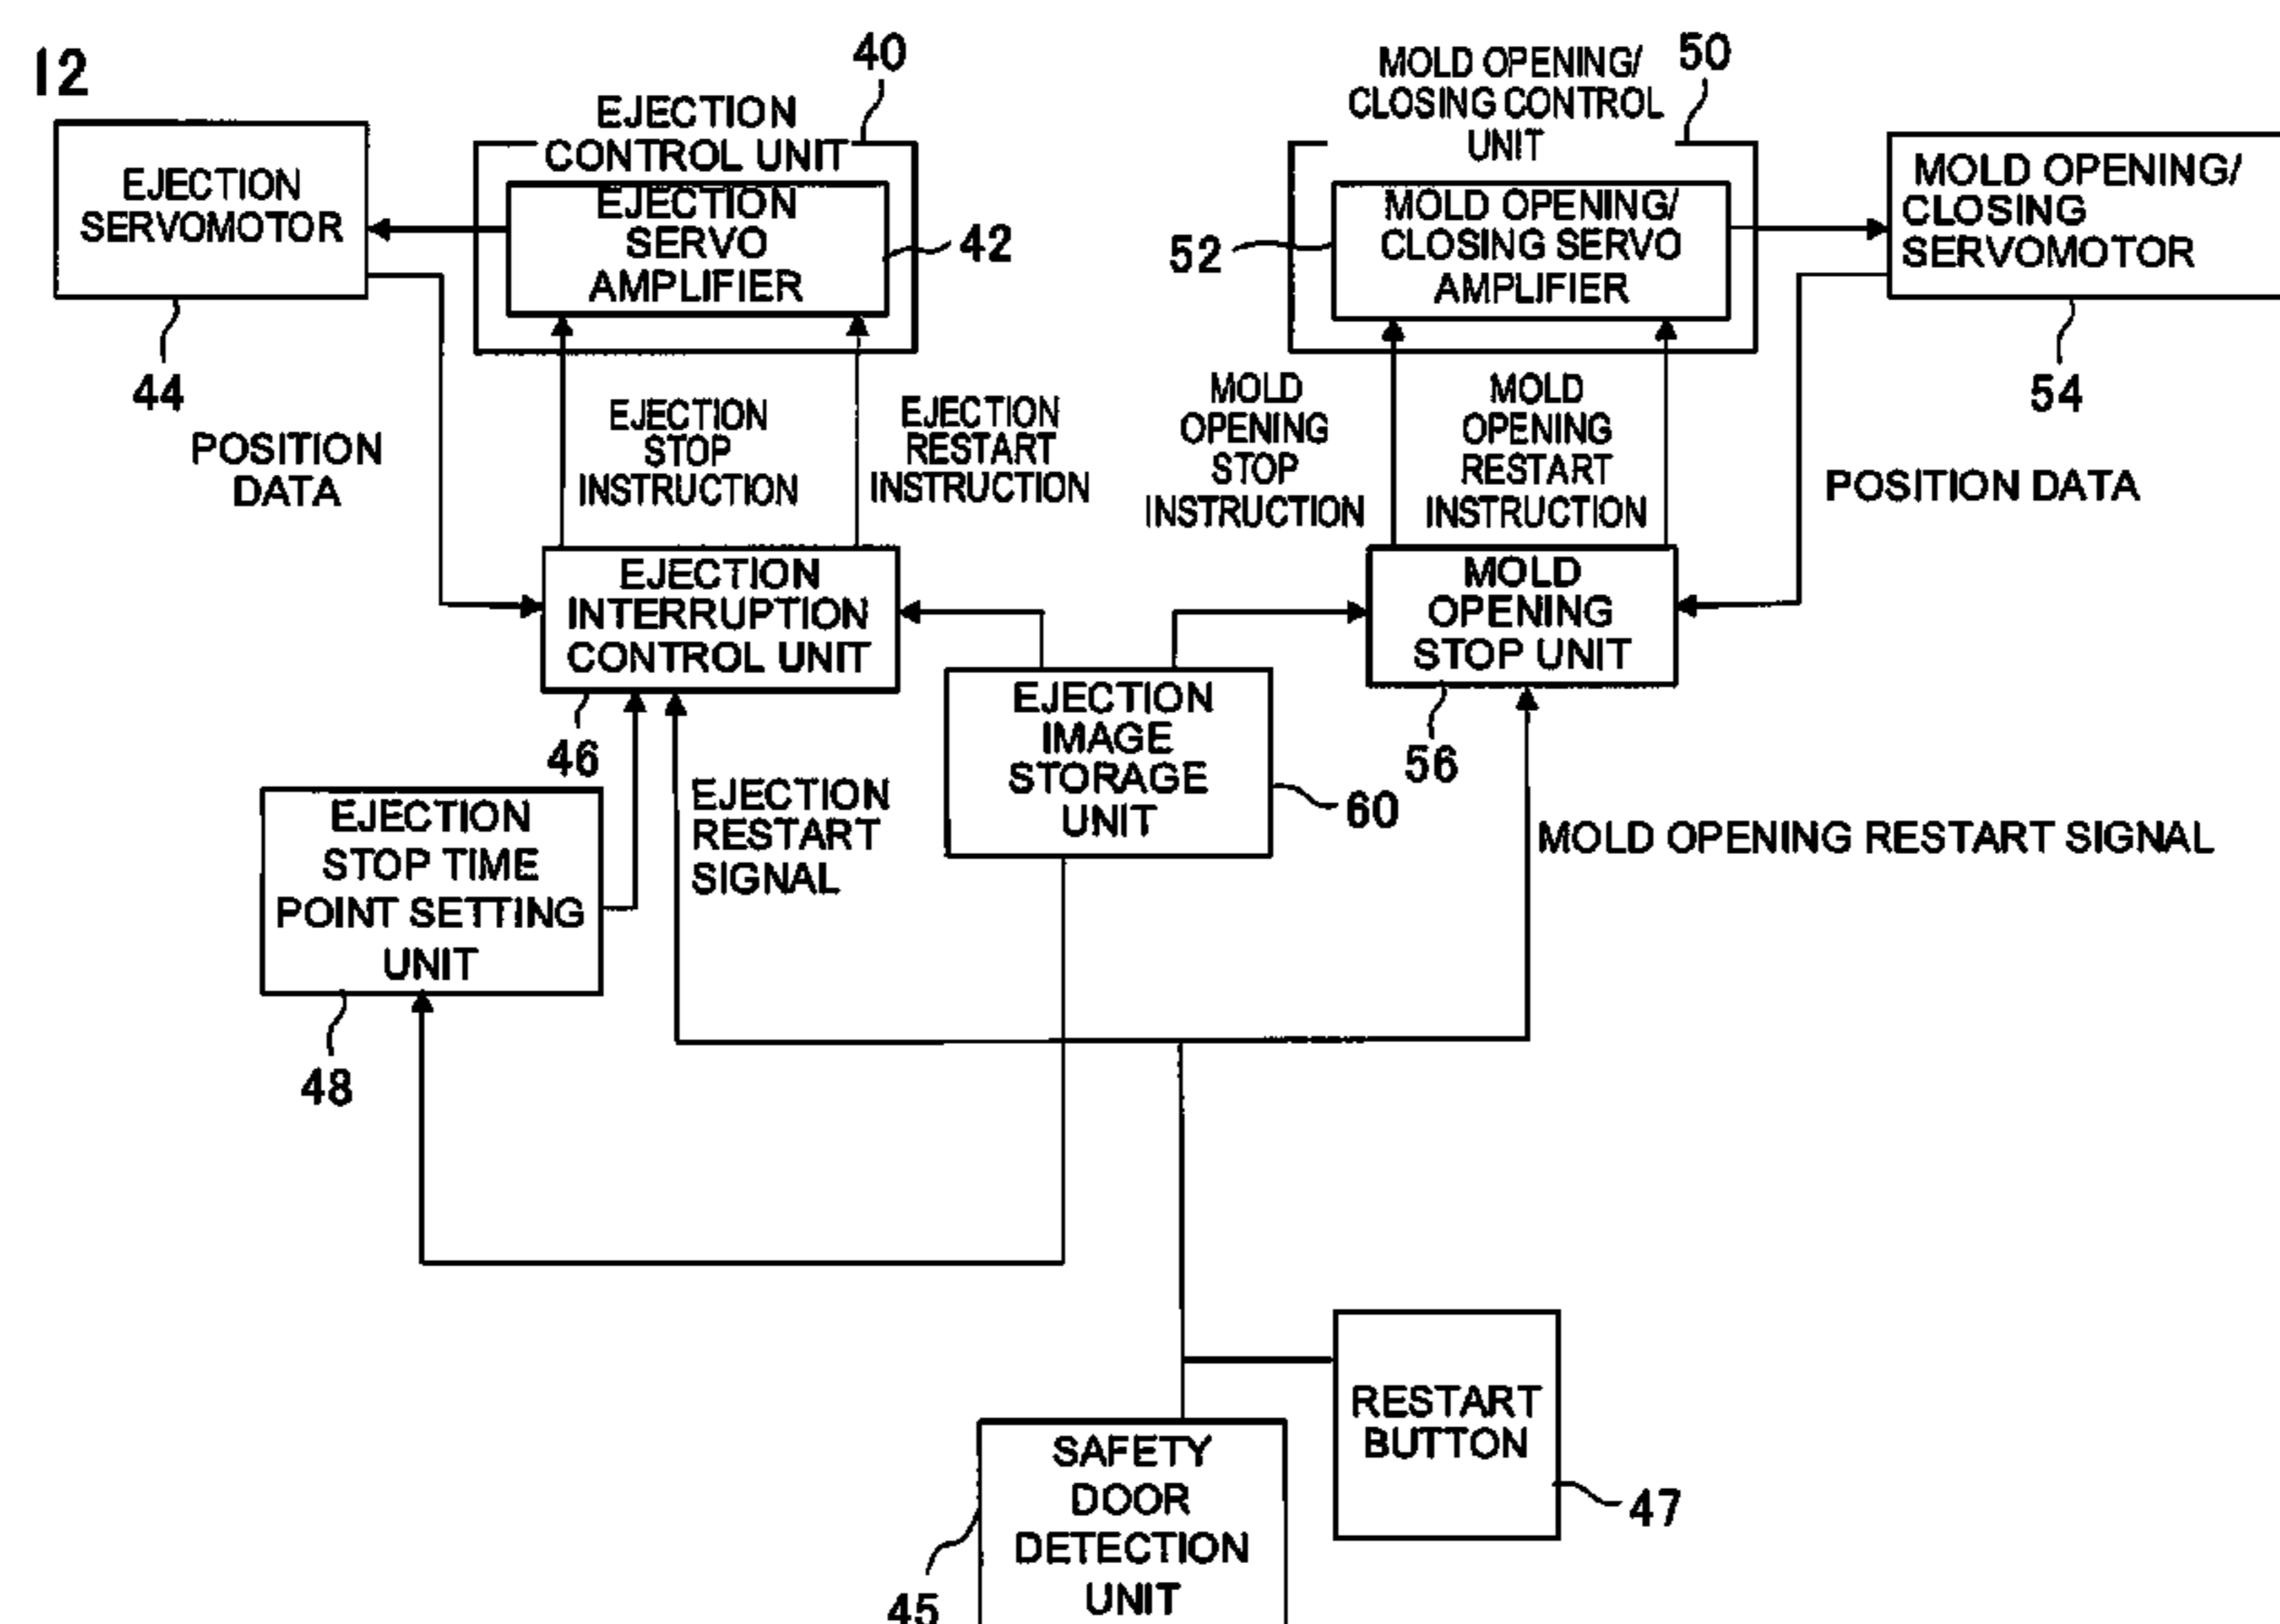 12
40
EJECTION
CONTROL UNIT
EJECTION
SERVO
AMPLIFIER
42
EJECTION
SERVOMOTOR
44
POSITION
DATA
EJECTION
STOP
INSTRUCTION
EJECTION
RESTART
INSTRUCTION
MOLD OPENING/
CLOSING CONTROL
UNIT
50
MOLD OPENING/
CLOSING SERVO
AMPLIFIER
52
MOLD OPENING/
CLOSING
SERVOMOTOR
54
MOLD
OPENING
STOP
INSTRUCTION
MOLD
OPENING
RESTART
INSTRUCTION
POSITION DATA
EJECTION
INTERRUPTION
CONTROL UNIT
46
EJECTION
IMAGE
STORAGE
UNIT
60
MOLD
OPENING
STOP UNIT
56
EJECTION
STOP TIME
POINT SETTING
UNIT
48
EJECTION
RESTART
SIGNAL
MOLD OPENING RESTART SIGNAL
RESTART
BUTTON
47
SAFETY
DOOR
DETECTION
UNIT
45